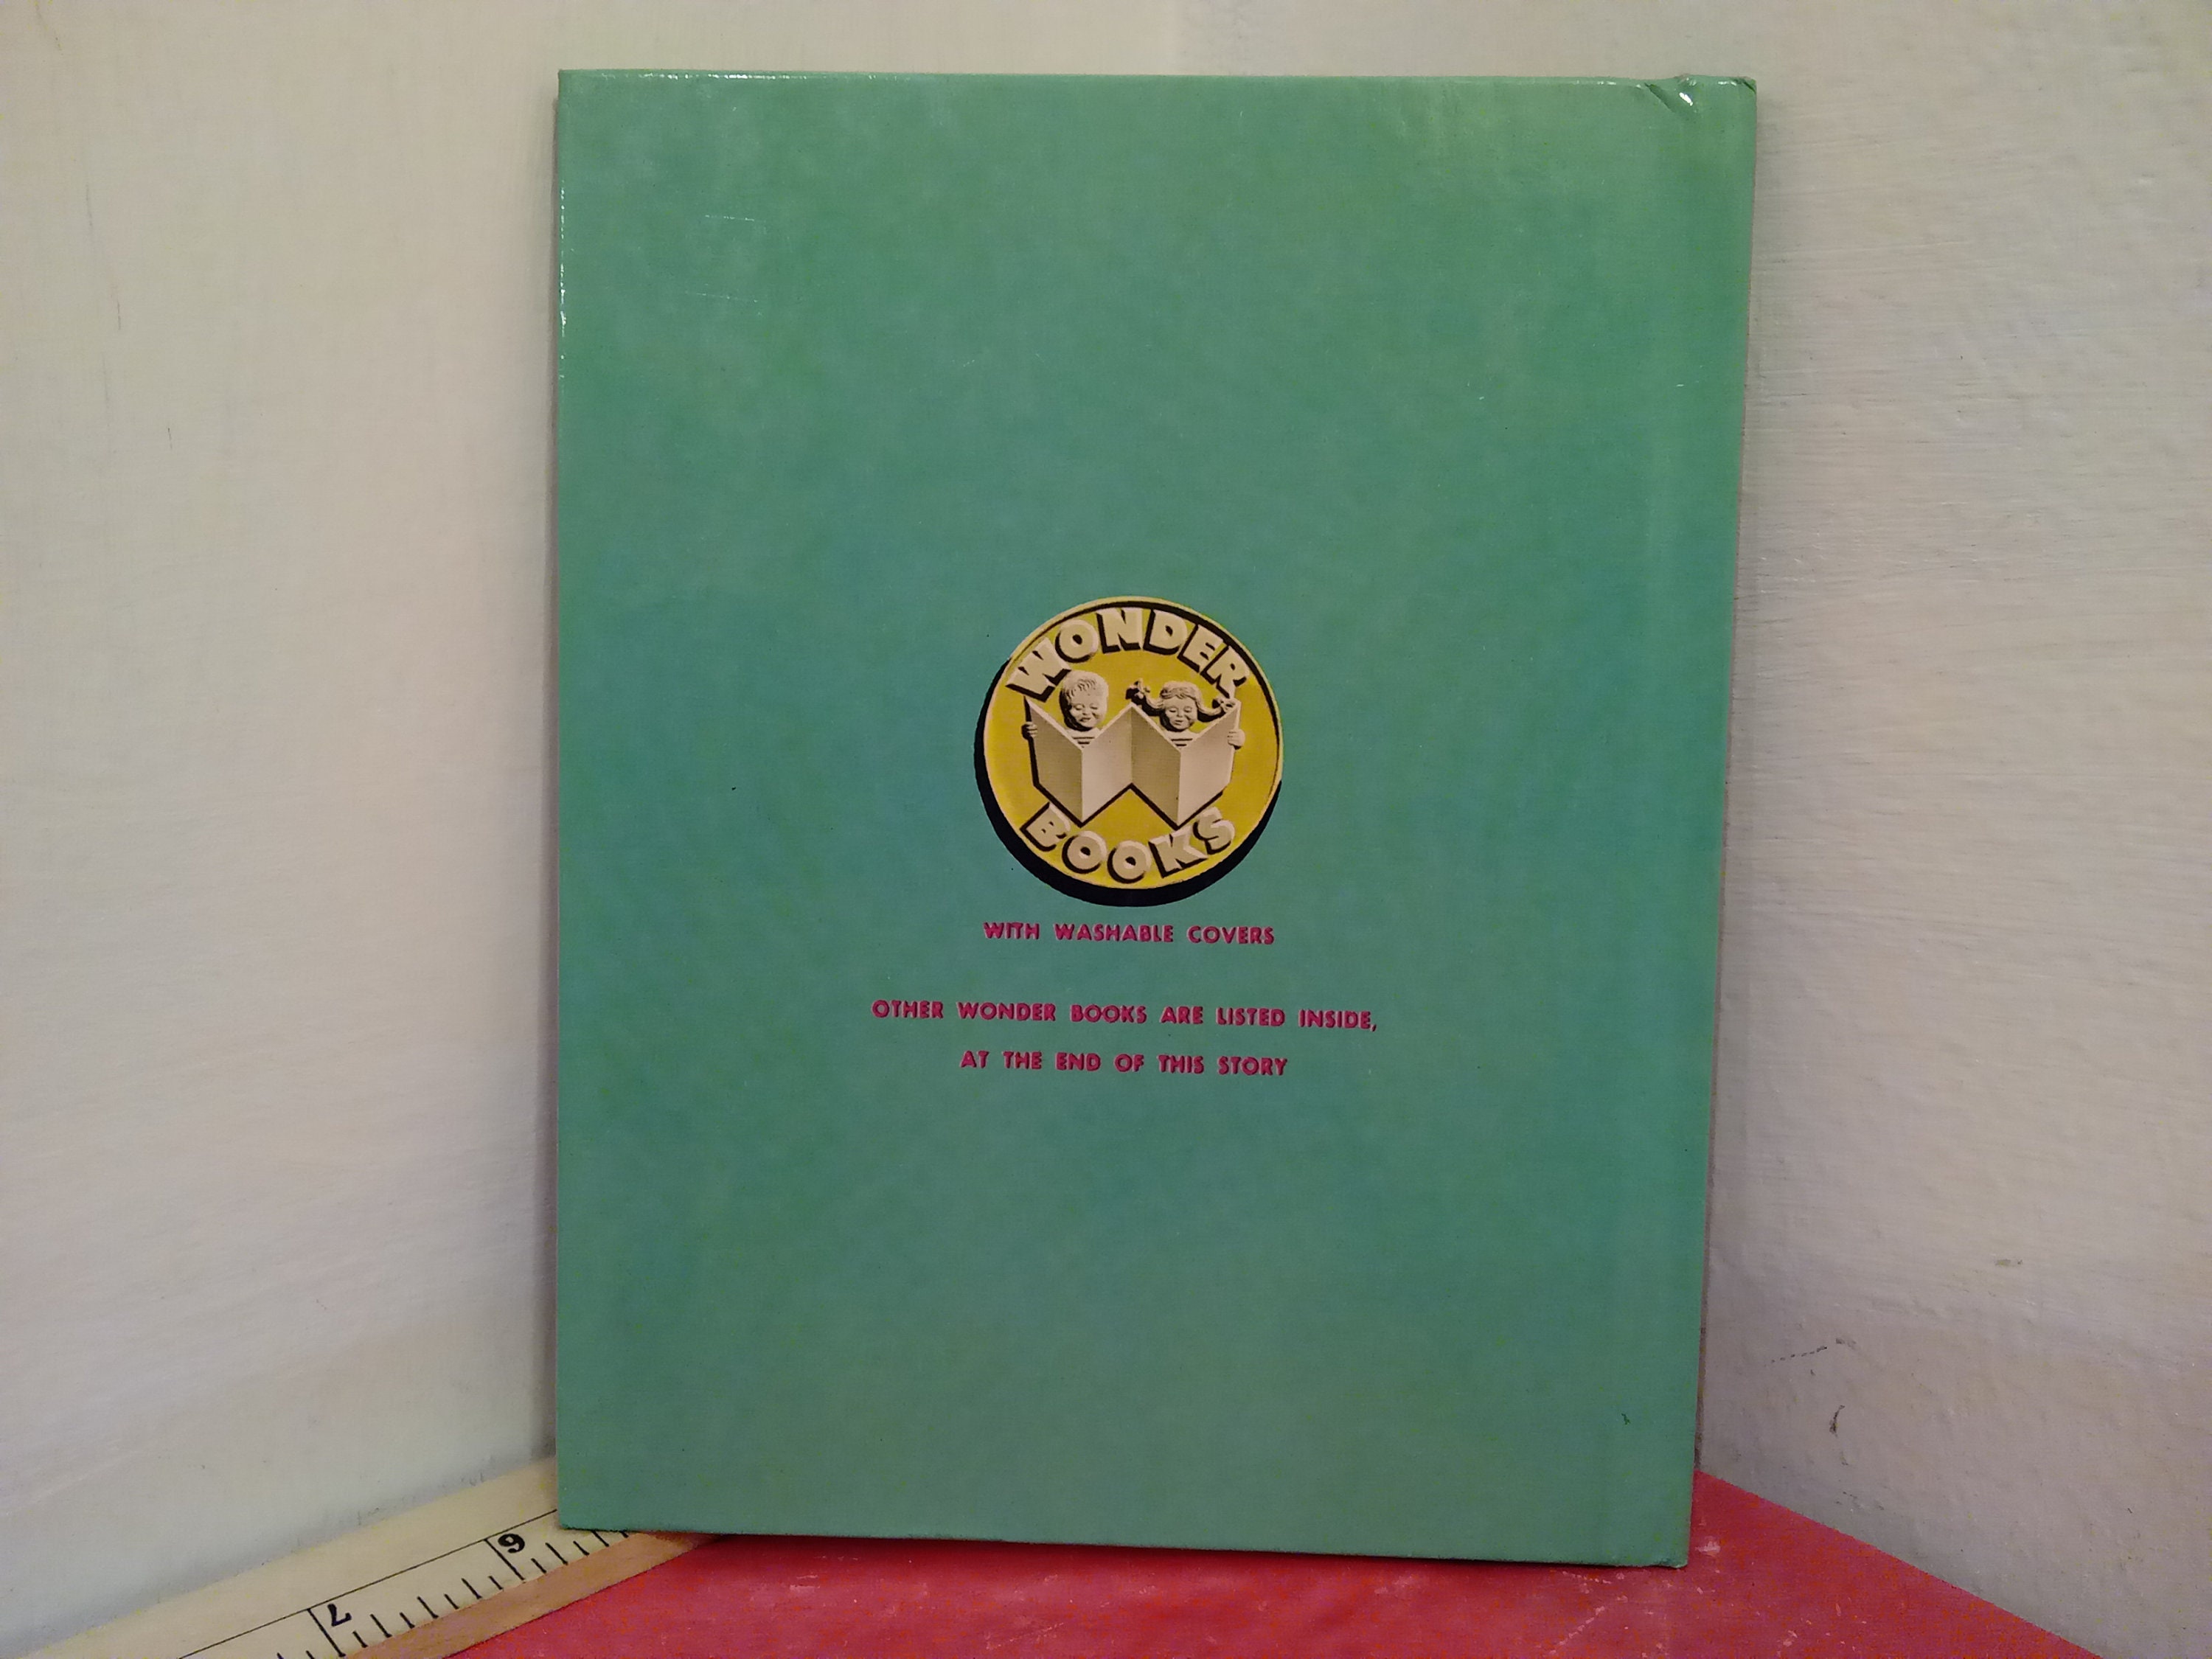 WONDER
BOOKS
WITH WASHABLE COVERS
OTHER WONDER BOOKS ARE LISTED INSIDE,
AT THE END OF THIS STORY
6
7